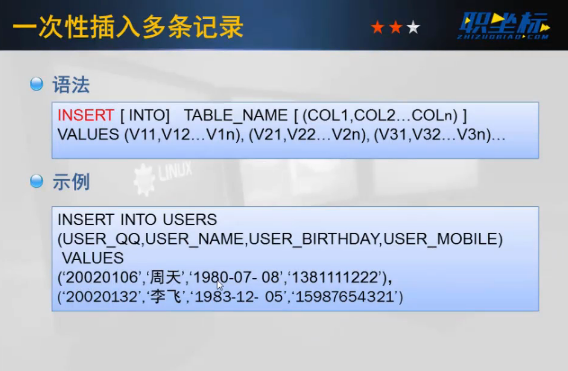 一次性插入多条记录
职坐标
ZHIZUOBIAO.COM
语法
INSERT [ INTO] TABLE_NAME [ (COL1,COL2…COLn) ]
VALUES (V11,V12…V1n), (V21,V22…V2n), (V31,V32…V3n)…
LINUX
示例
INSERT INTO USERS
(USER_QQ,USER_NAME,USER_BIRTHDAY,USER_MOBILE)
VALUES
(‘20020106’,‘周天’,‘1980-07- 08’,‘1381111222’),
(‘20020132’,‘李飞’,‘1983-12- 05’,‘15987654321’)